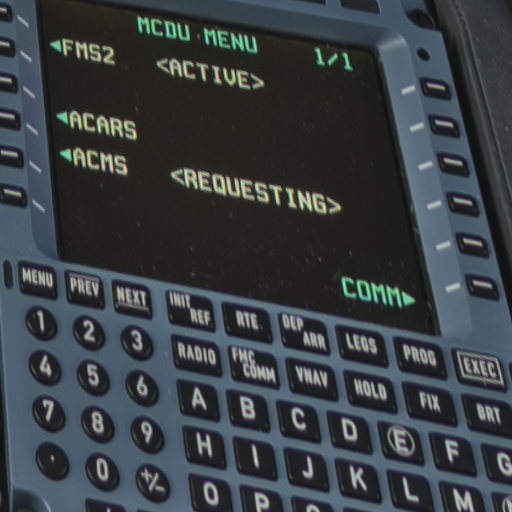 MCDU MENU 1/1
◄FMS2 <ACTIVE>
◄ACARS
◄ACMS
<REQUESTING>
COMM►
MENU PREV NEXT INIT REF RTE DEP ARR LEGS PROG EXEC
RADIO FMC COMM VNAV HOLD FIX BRT
1 2 3
4 5 6
7 8 9
. 0 +/-
A B C D E F G
H I J K L M
O P